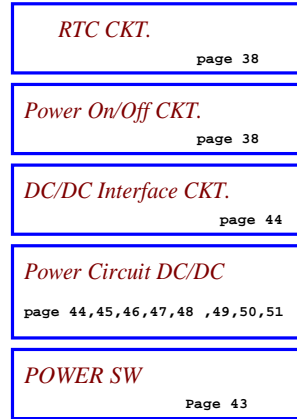 RTC CKT.
page 38
Power On/Off CKT.
page 38
DC/DC Interface CKT.
page 44
Power Circuit DC/DC
page 44,45,46,47,48 ,49,50,51
POWER SW
Page 43